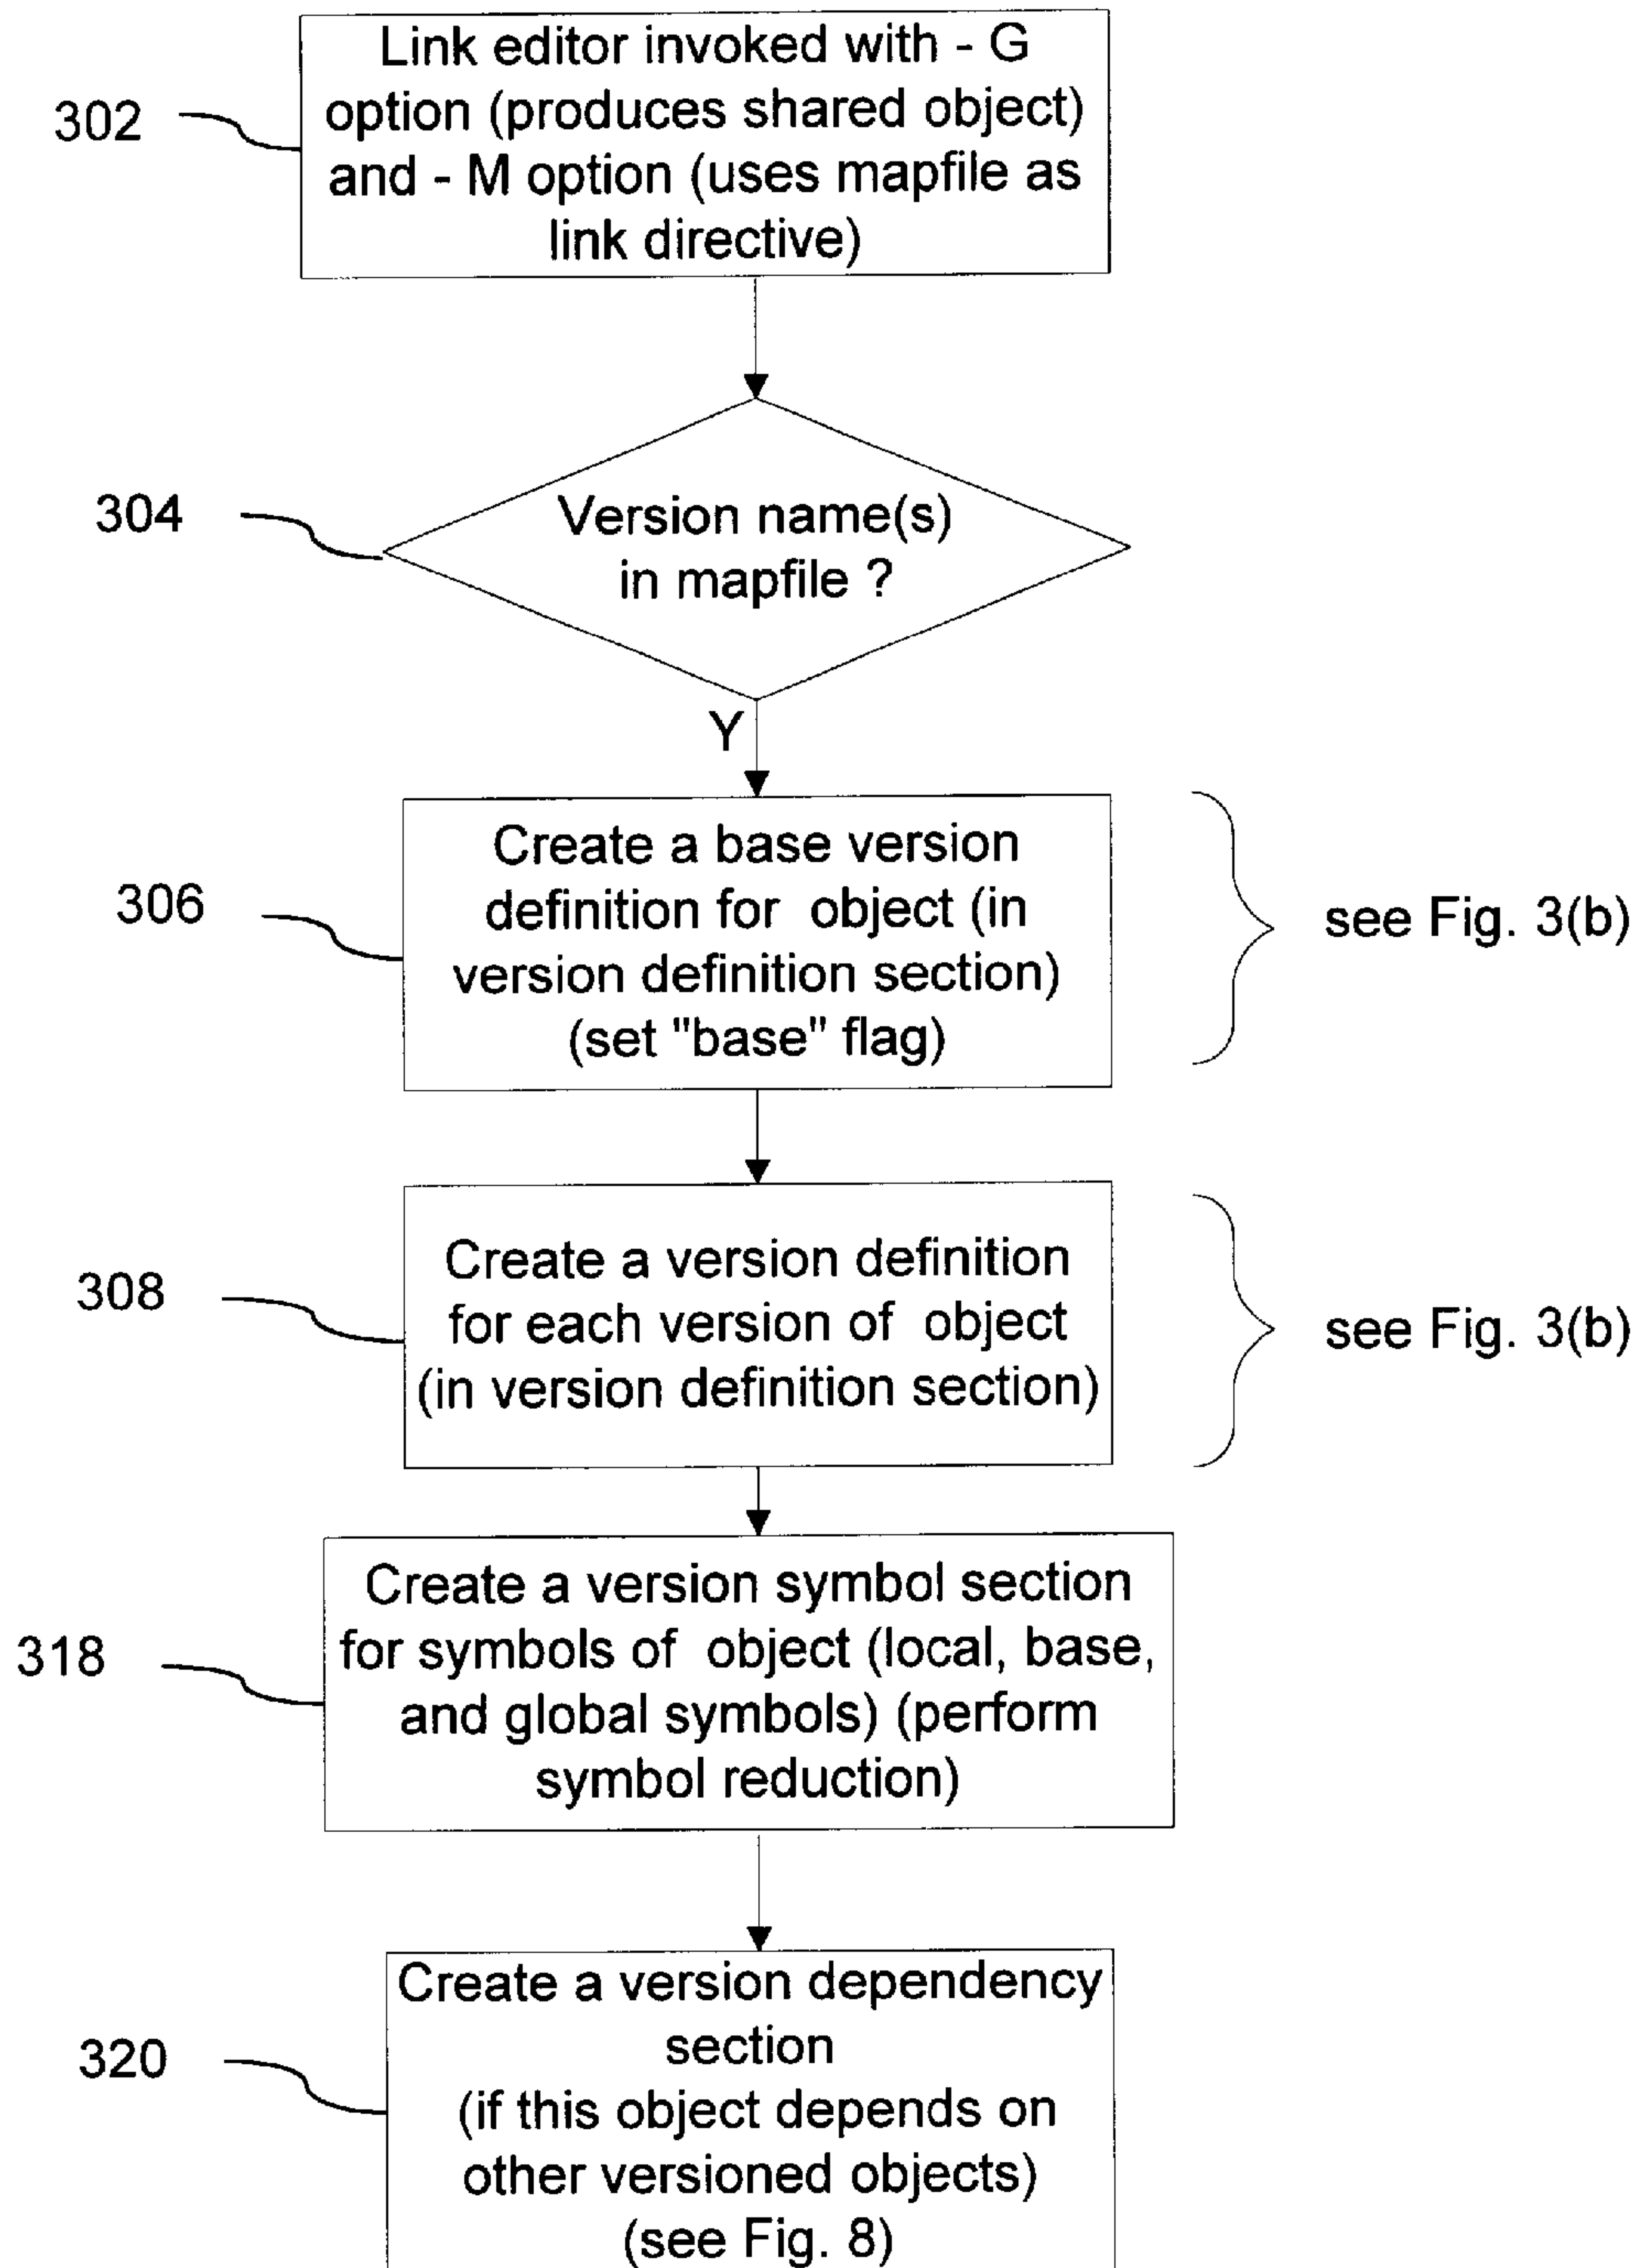 Link editor invoked with - G
option (produces shared object)
and - M option (uses mapfile as
link directive)
302
Version name(s)
in mapfile ?
304
Y
Create a base version
definition for object (in
version definition section)
(set "base" flag)
306
see Fig. 3(b)
Create a version definition
for each version of object
(in version definition section)
308
see Fig. 3(b)
Create a version symbol section
for symbols of object (local, base,
and global symbols) (perform
symbol reduction)
318
Create a version dependency
section
(if this object depends on
other versioned objects)
(see Fig. 8)
320